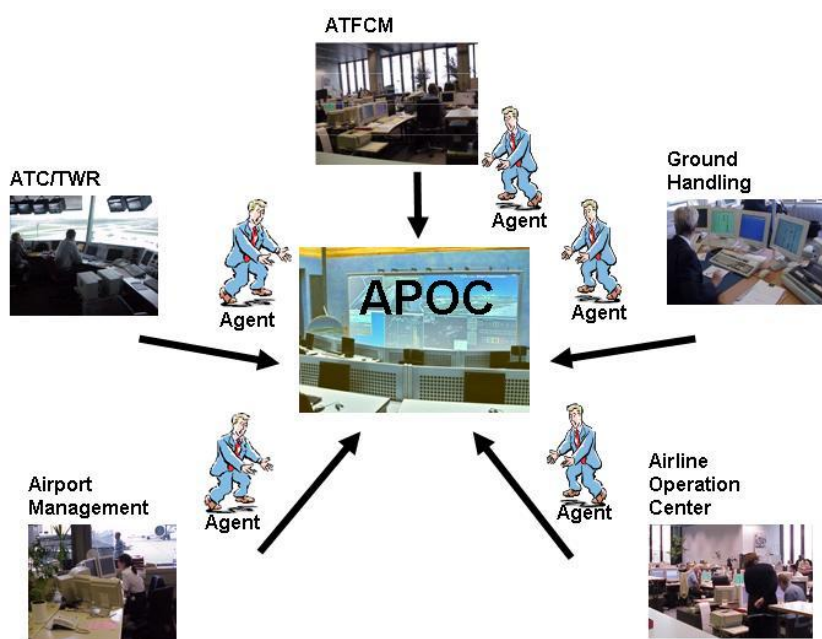 ATFCM
Agent
ATC/TWR
Agent
Ground
Handling
Agent
APOC
Airport
Management
Agent
Agent
Airline
Operation
Center